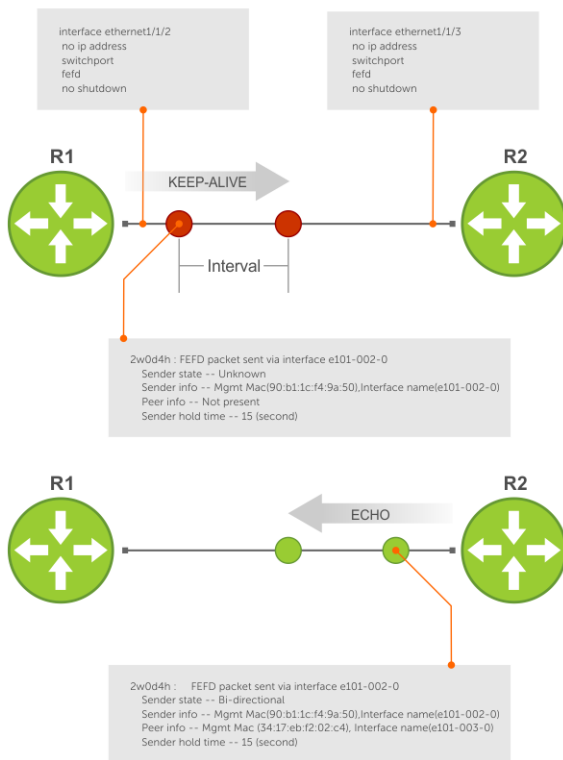 interface ethernet1/1/2
no ip address
switchport
fefd
no shutdown
interface ethernet1/1/3
no ip address
switchport
fefd
no shutdown
R1
R2
KEEP-ALIVE
Interval
2w0d4h : FEFD packet sent via interface e101-002-0
Sender state -- Unknown
Sender info -- Mgmt Mac(90:b1:1c:f4:9a:50),Interface name(e101-002-0)
Peer info -- Not present
Sender hold time -- 15 (second)
R1
R2
ECHO
2w0d4h : FEFD packet sent via interface e101-002-0
Sender state -- Bi-directional
Sender info -- Mgmt Mac(90:b1:1c:f4:9a:50),Interface name(e101-002-0)
Peer info -- Mgmt Mac (34:17:eb:f2:02:c4), Interface name(e101-003-0)
Sender hold time -- 15 (second)